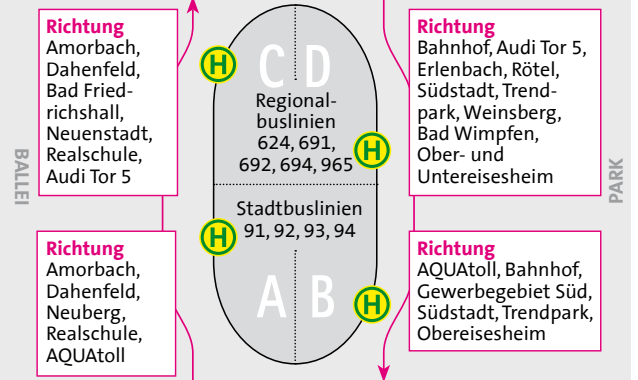 Richtung
Amorbach,
Dahenfeld,
Bad Fried-
richshall,
Neuenstadt,
Realschule,
Audi Tor 5
BALLEI
H
C D
Regional-
buslinien
624, 691,
692, 694, 965
H
Richtung
Bahnhof, Audi Tor 5,
Erlenbach, Rötel,
Südstadt, Trend-
park, Weinsberg,
Bad Wimpfen,
Ober- und
Untereisesheim
PARK
Richtung
Amorbach,
Dahenfeld,
Neuberg,
Realschule,
AQUAtoll
H
Stadtbuslinien
91, 92, 93, 94
A B
H
Richtung
AQUAtoll, Bahnhof,
Gewerbegebiet Süd,
Südstadt, Trendpark,
Obereisesheim